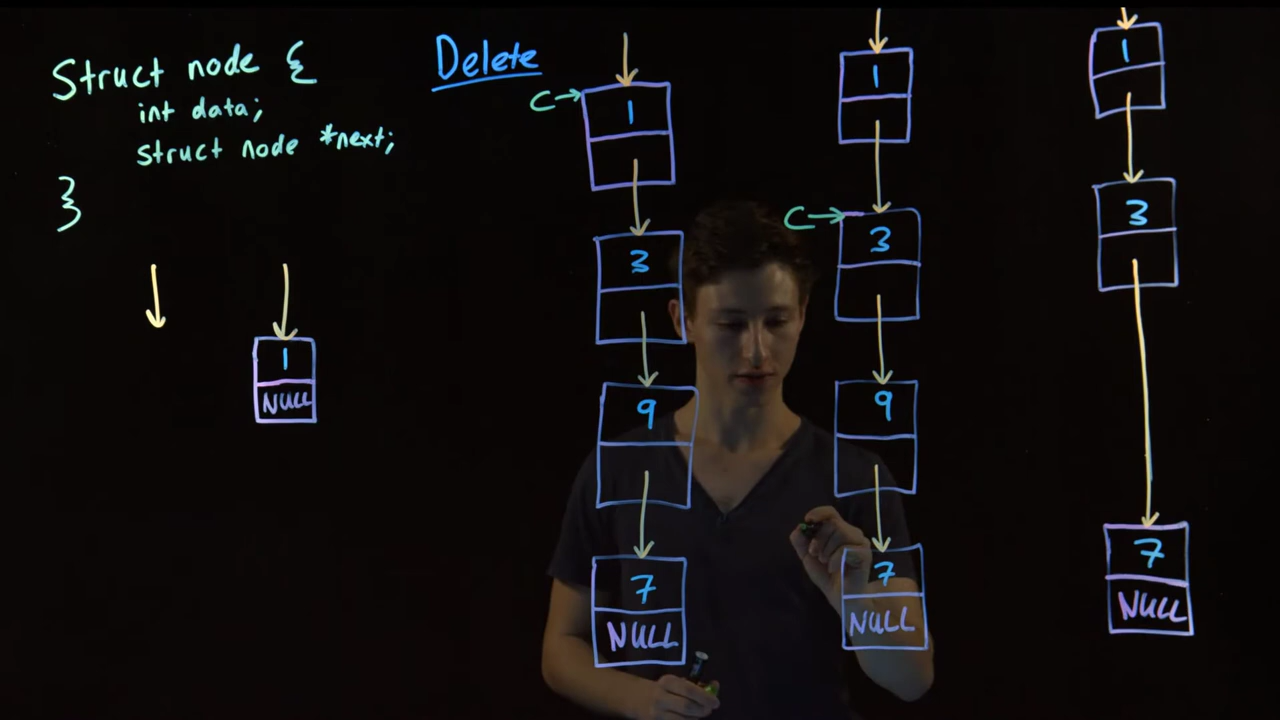 Struct node {
int data;
struct node *next;
}
1
NULL
Delete
C
1
3
9
7
NULL
1
C
3
9
7
NULL
1
3
7
NULL